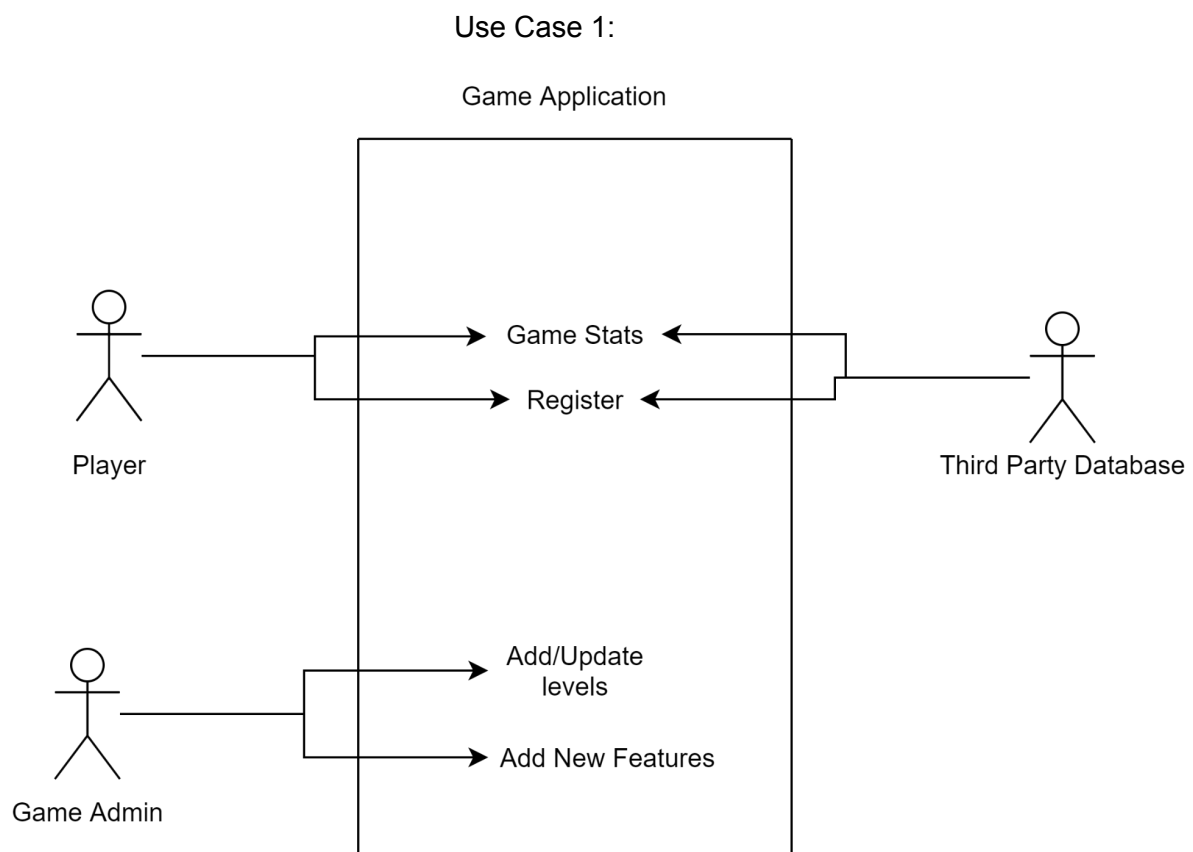 Use Case 1:
Game Application
Game Stats
Register
Player
Third Party Database
Add/Update
levels
Add New Features
Game Admin